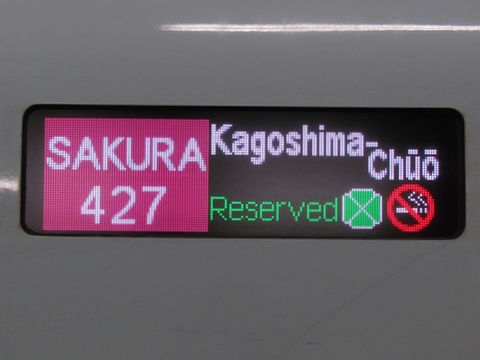 SAKURA
427
Kagoshima-
Chūō
Reserved